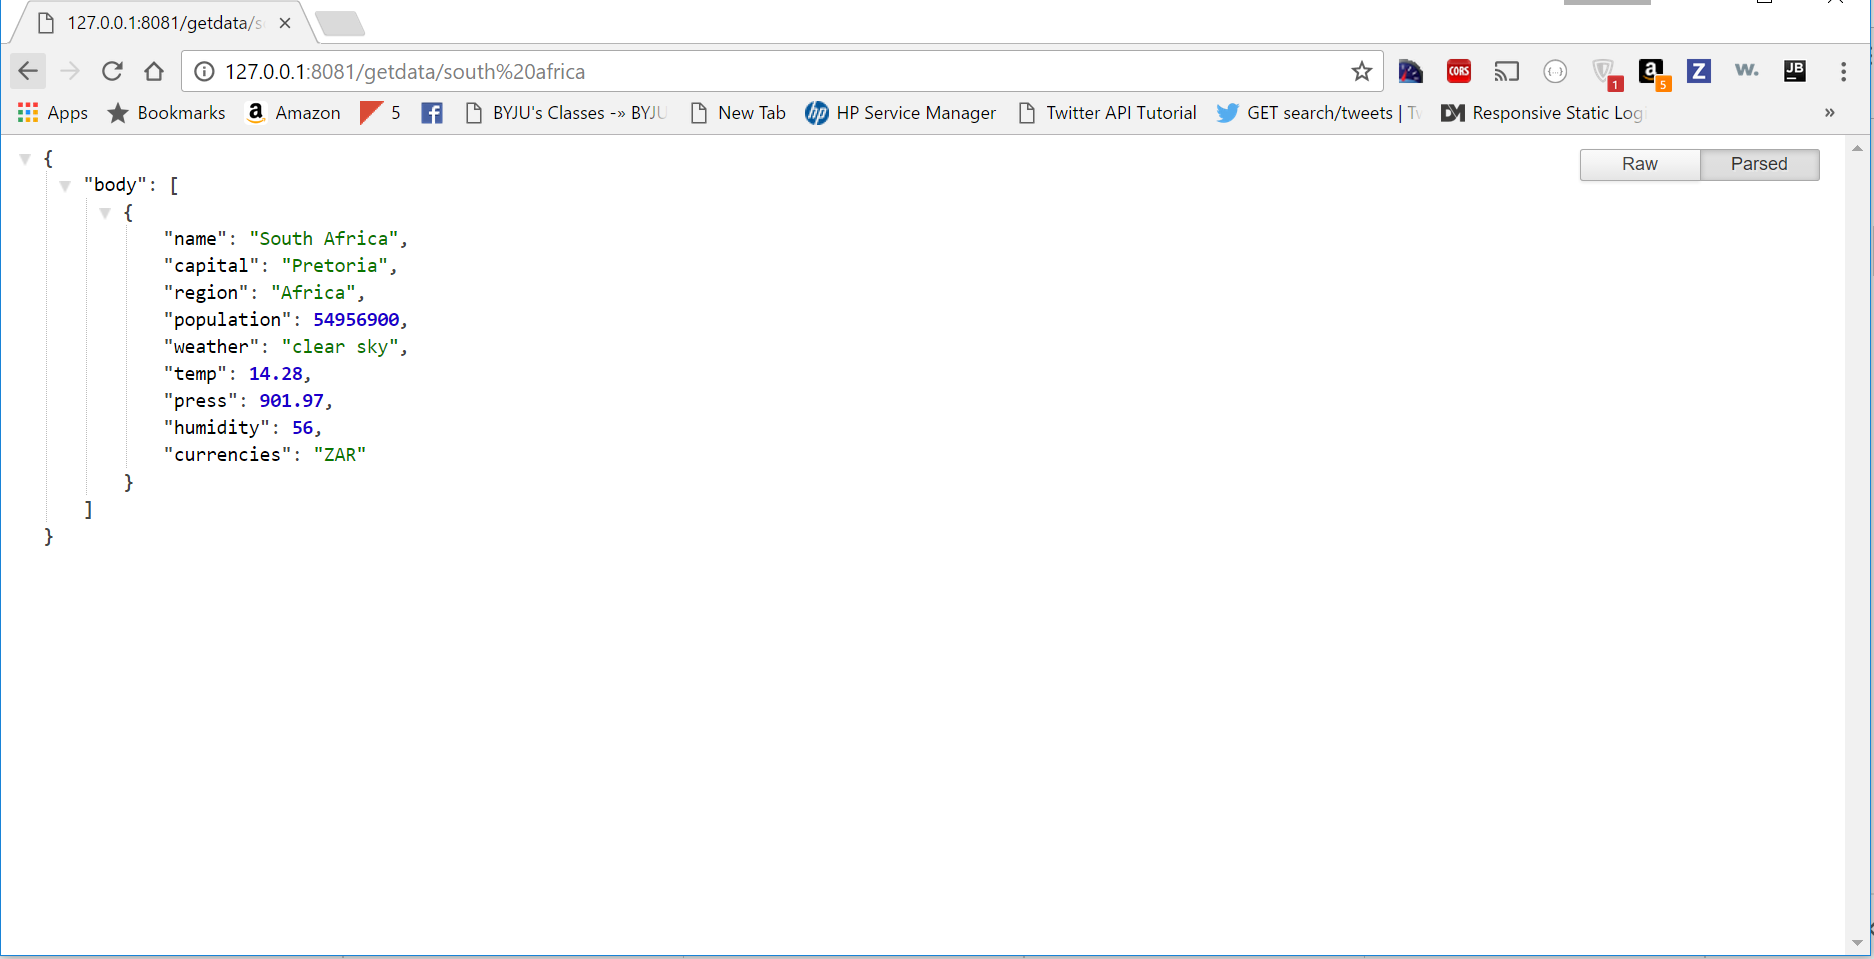 127.0.0.1:8081/getdata/s
127.0.0.1:8081/getdata/south%20africa
CORS
{...}
1
a
5
Z
w.
JB
Apps
Bookmarks
a Amazon
5
f
BYJU's Classes -» BYJU
New Tab
hp HP Service Manager
Twitter API Tutorial
GET search/tweets | Tw
DM Responsive Static Log
»
Raw
Parsed
{
"body": [
{
"name": "South Africa",
"capital": "Pretoria",
"region": "Africa",
"population": 54956900,
"weather": "clear sky",
"temp": 14.28,
"press": 901.97,
"humidity": 56,
"currencies": "ZAR"
}
]
}